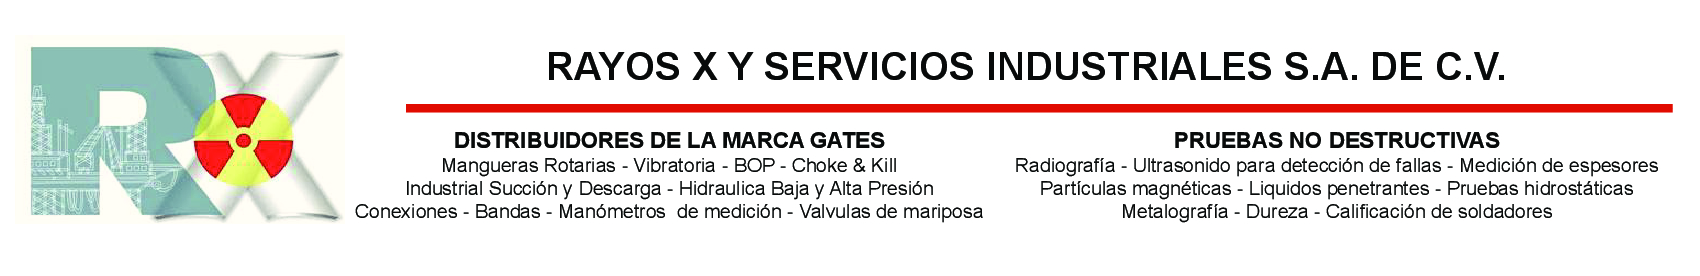 RX
RAYOS X Y SERVICIOS INDUSTRIALES S.A. DE C.V.
DISTRIBUIDORES DE LA MARCA GATES
Mangueras Rotarias - Vibratoria - BOP - Choke & Kill
Industrial Succión y Descarga - Hidraulica Baja y Alta Presión
Conexiones - Bandas - Manómetros de medición - Valvulas de mariposa
PRUEBAS NO DESTRUCTIVAS
Radiografía - Ultrasonido para detección de fallas - Medición de espesores
Partículas magnéticas - Liquidos penetrantes - Pruebas hidrostáticas
Metalografía - Dureza - Calificación de soldadores